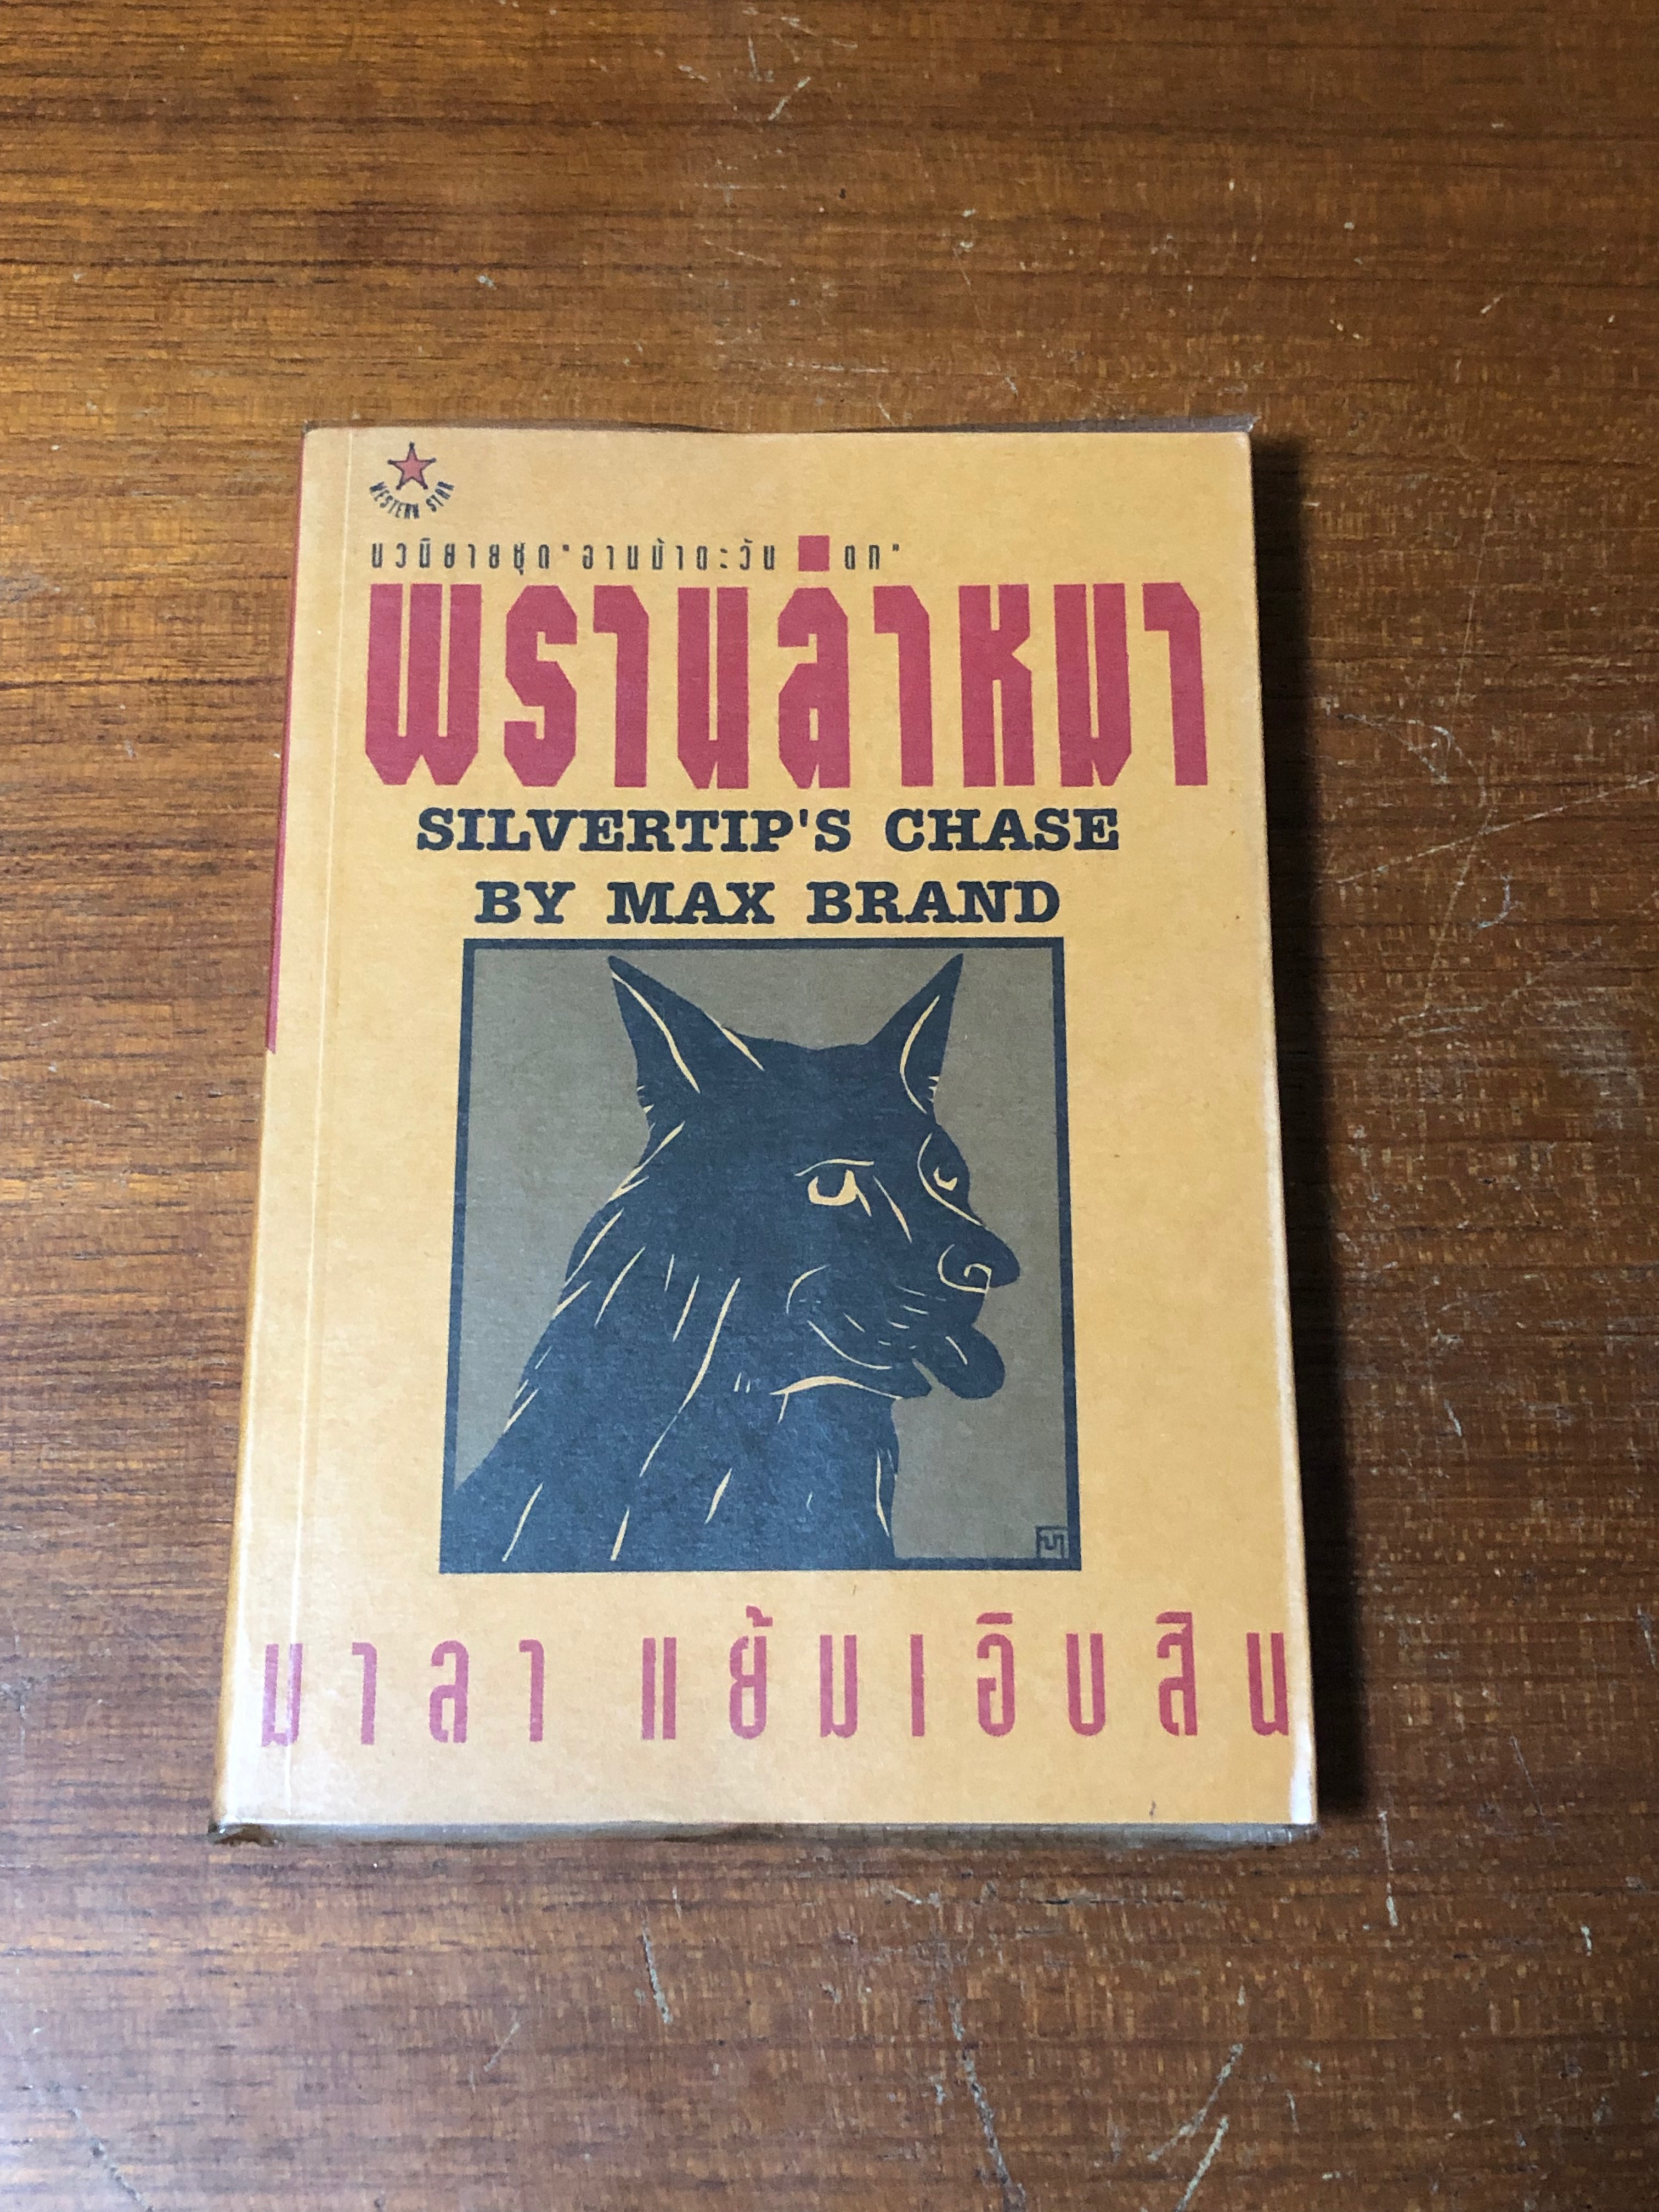 WESTERN STAR
นวนิยายชุด"อานม้าตะวันตก"
พรานล่าหมา
SILVERTIP'S CHASE
BY MAX BRAND
มาลา แย้มเอิบสิน